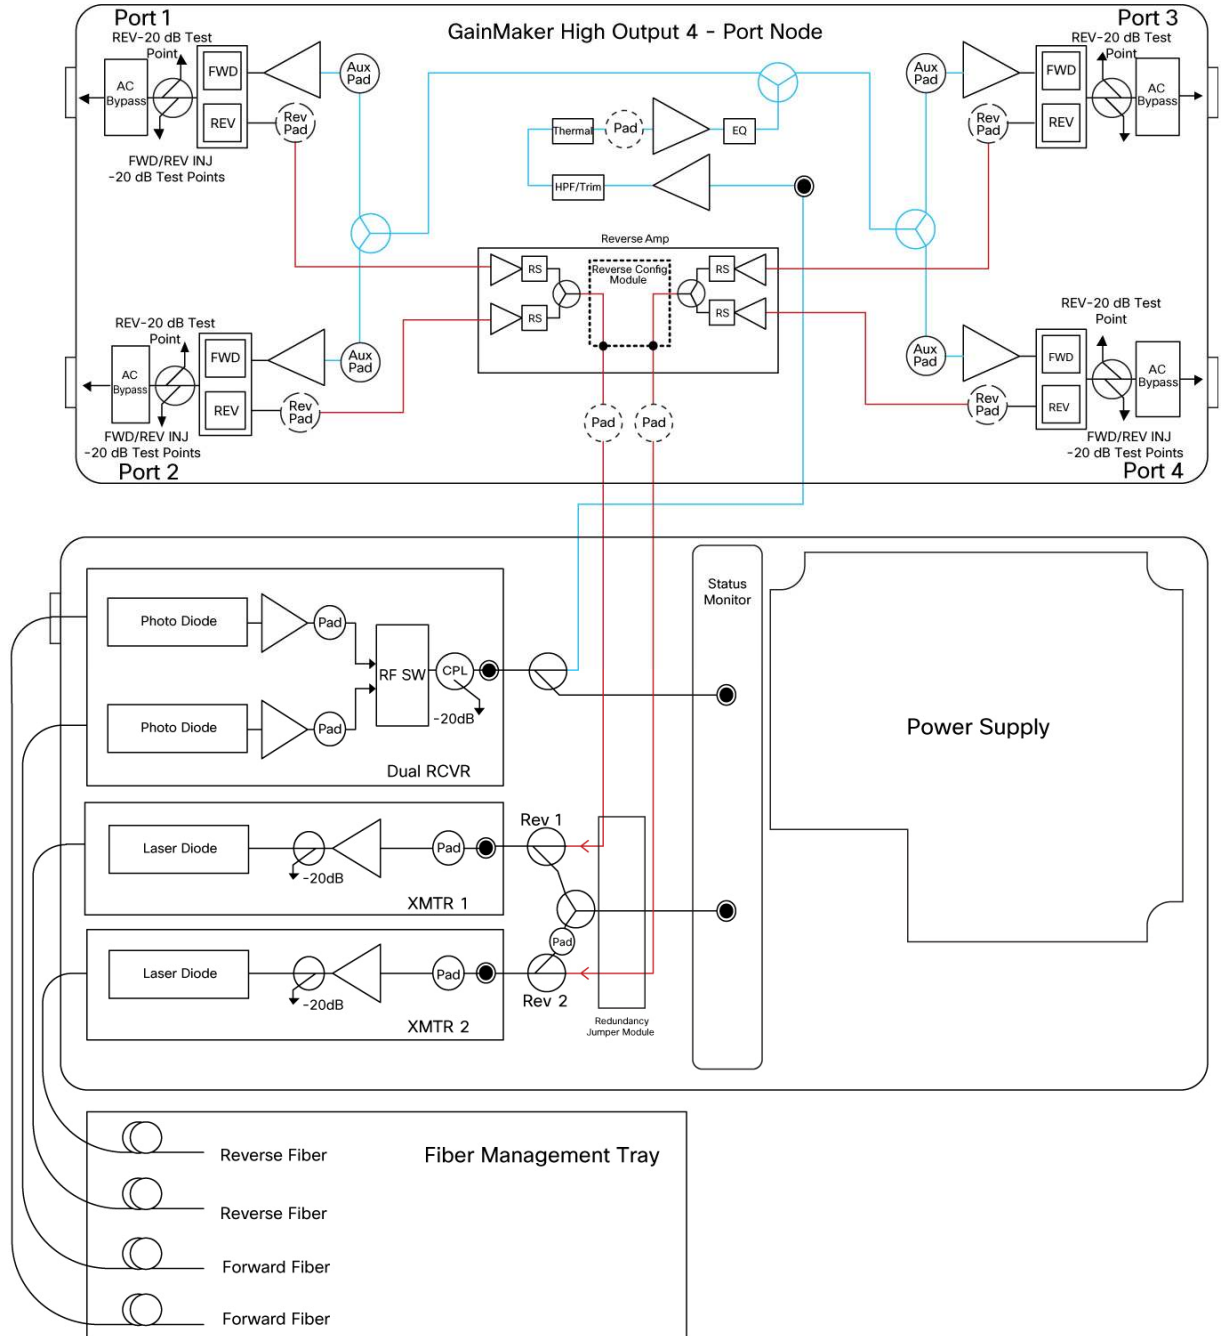 GainMaker High Output 4 - Port Node
Port 1
REV-20 dB Test
Point
AC
Bypass
FWD
REV
Aux
Pad
Rev
Pad
FWD/REV INJ
-20 dB Test Points
Port 3
REV-20 dB Test
Point
Aux
Pad
FWD
REV
Rev
Pad
AC
Bypass
FWD/REV INJ
-20 dB Test Points
Thermal
Pad
EQ
HPF/Trim
Reverse Amp
RS
RS
Reverse Config
Module
RS
RS
REV-20 dB Test
Point
AC
Bypass
FWD
REV
Aux
Pad
Rev
Pad
FWD/REV INJ
-20 dB Test Points
Port 2
REV-20 dB Test
Point
Aux
Pad
FWD
REV
Rev
Pad
AC
Bypass
FWD/REV INJ
-20 dB Test Points
Port 4
Pad
Pad
Photo Diode
Pad
Photo Diode
Pad
RF SW
CPL
-20dB
Dual RCVR
Status
Monitor
Power Supply
Laser Diode
-20dB
Pad
XMTR 1
Rev 1
Pad
Laser Diode
-20dB
Pad
XMTR 2
Rev 2
Redundancy
Jumper Module
Fiber Management Tray
Reverse Fiber
Reverse Fiber
Forward Fiber
Forward Fiber